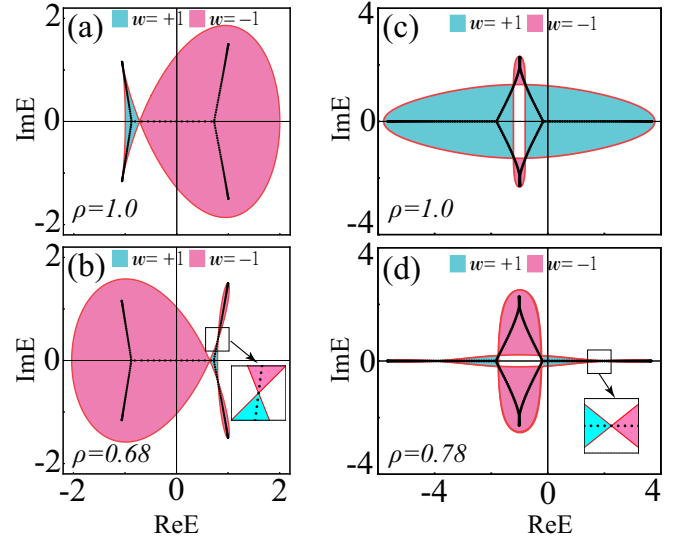 (a)
w= +1 w= −1
2
0
-2
ImE
ρ=1.0
(b)
w= +1 w= −1
2
0
-2
ImE
ρ=0.68
-2 0 2
ReE
(c)
w= +1 w= −1
4
0
-4
ImE
ρ=1.0
(d)
w= +1 w= −1
4
0
-4
ImE
ρ=0.78
-4 0 4
ReE